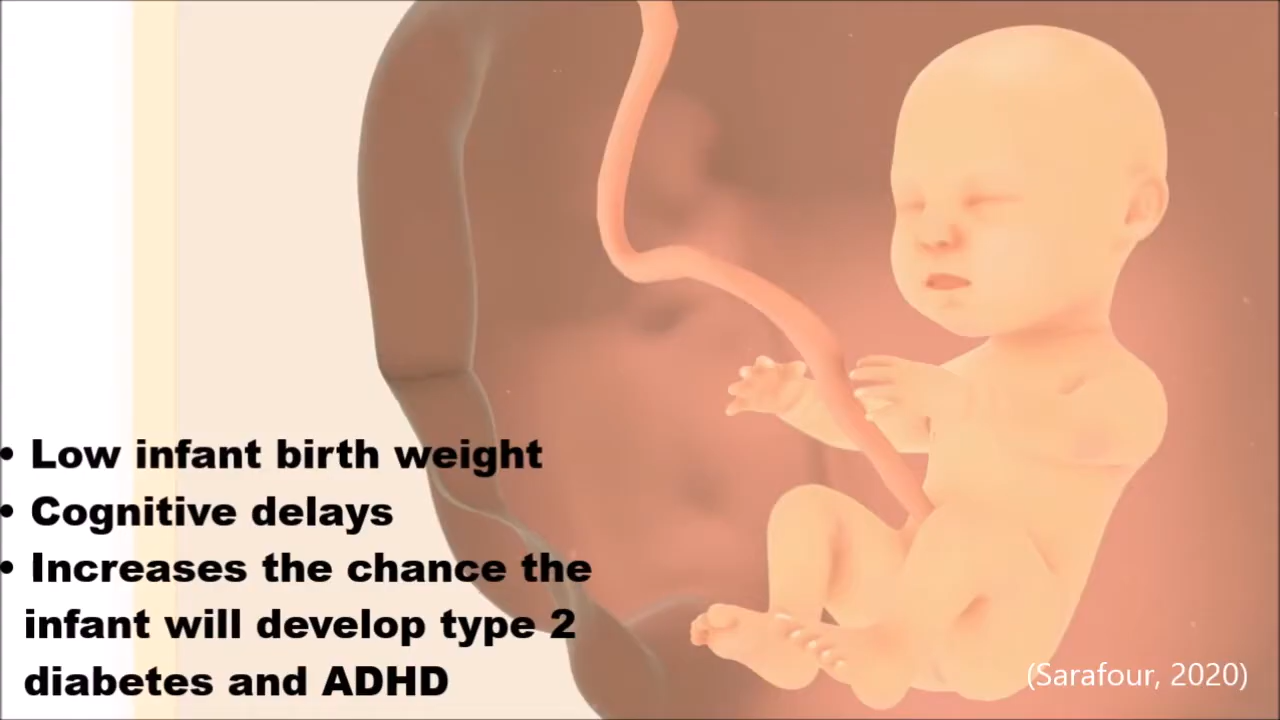 • Low infant birth weight
• Cognitive delays
• Increases the chance the
infant will develop type 2
diabetes and ADHD
(Sarafour, 2020)